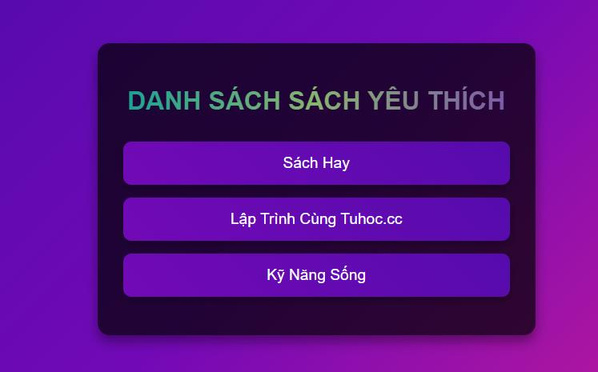 DANH SÁCH SÁCH YÊU THÍCH
Sách Hay
Lập Trình Cùng Tuhoc.cc
Kỹ Năng Sống